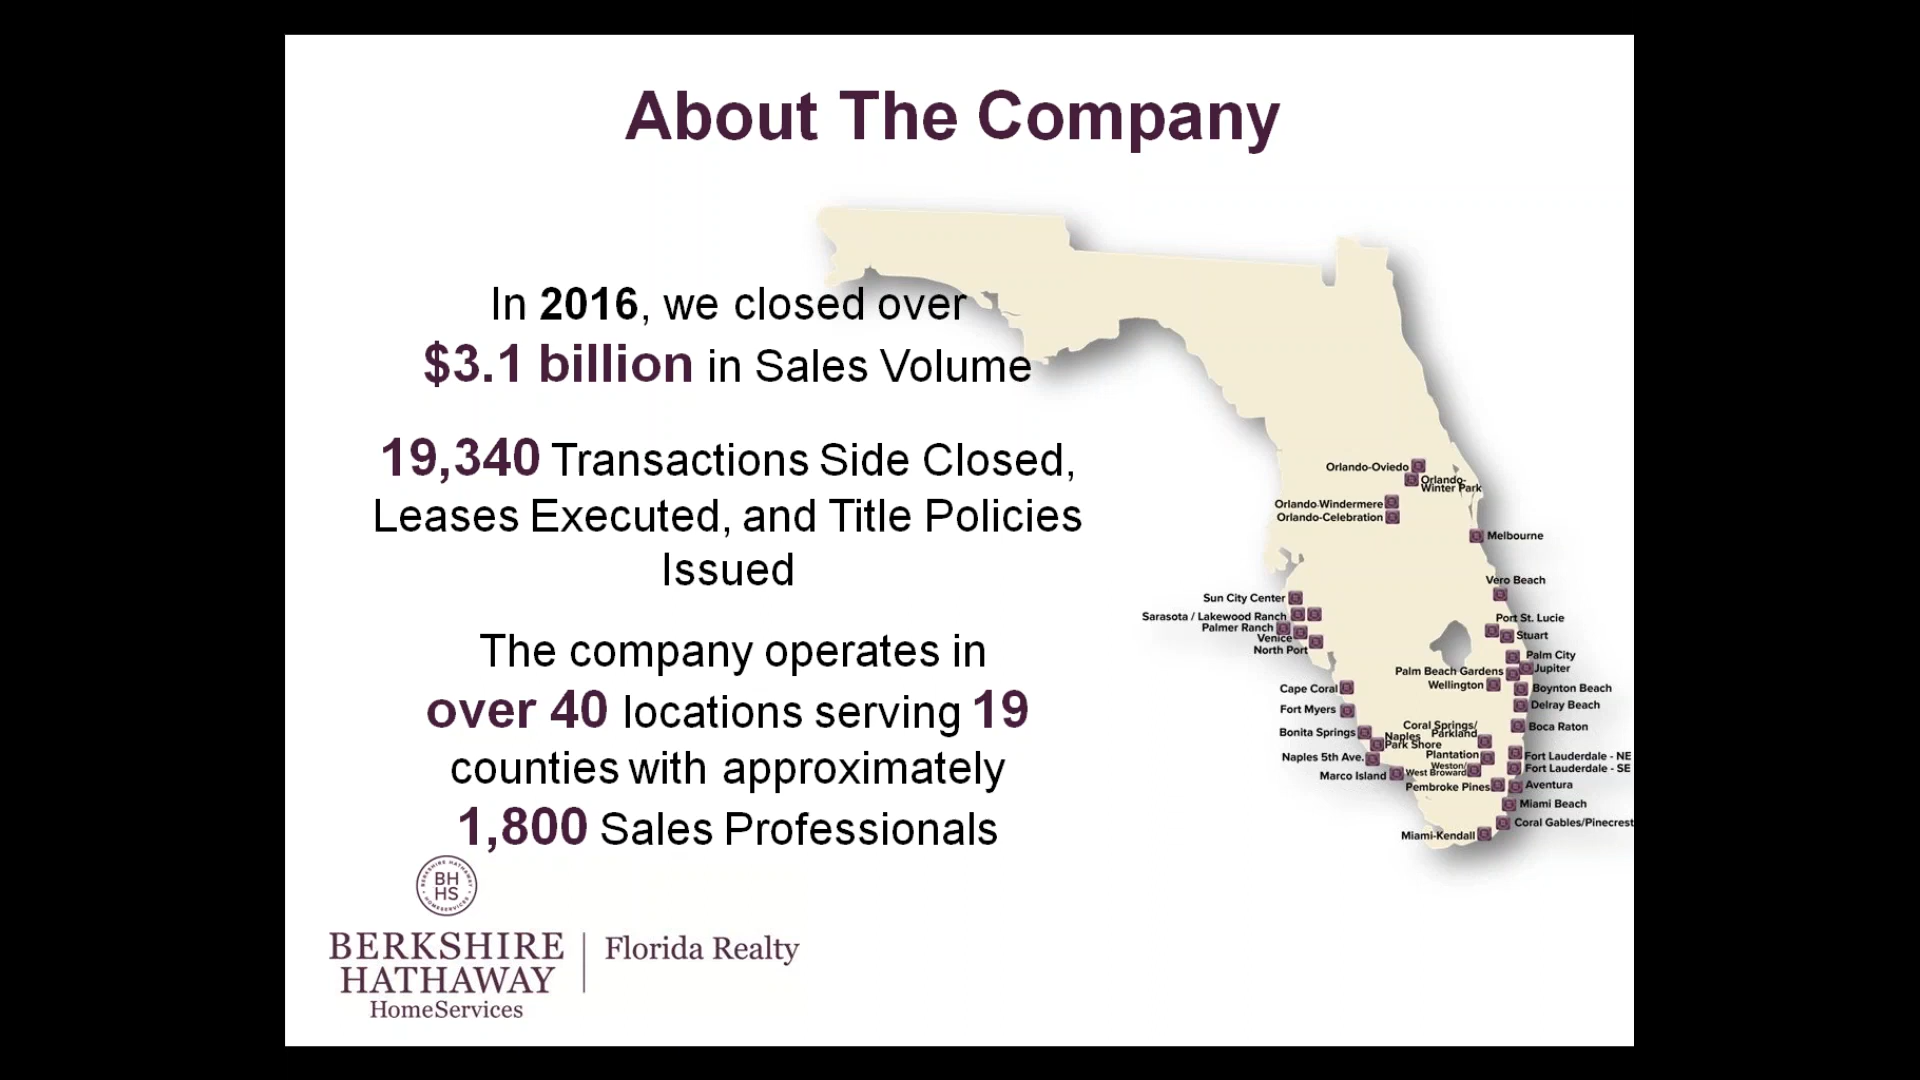 About The Company
In 2016, we closed over
$3.1 billion in Sales Volume
19,340 Transactions Side Closed,
Leases Executed, and Title Policies
Issued
The company operates in
over 40 locations serving 19
counties with approximately
1,800 Sales Professionals
Orlando-Oviedo
Orlando-
Winter Park
Orlando-Windermere
Orlando-Celebration
Melbourne
Vero Beach
Sun City Center
Sarasota / Lakewood Ranch
Palmer Ranch
Venice
North Port
Port St. Lucie
Stuart
Palm City
Jupiter
Palm Beach Gardens
Wellington
Boynton Beach
Delray Beach
Boca Raton
Cape Coral
Fort Myers
Bonita Springs
Naples
Park Shore
Naples 5th Ave.
Marco Island
Coral Springs/
Parkland
Plantation
Weston/
West Broward
Pembroke Pines
Fort Lauderdale - NE
Fort Lauderdale - SE
Aventura
Miami Beach
Coral Gables/Pinecrest
Miami-Kendall
BERKSHIRE HATHAWAY
BH
HS
HOMESERVICES
BERKSHIRE
HATHAWAY
HomeServices
Florida Realty